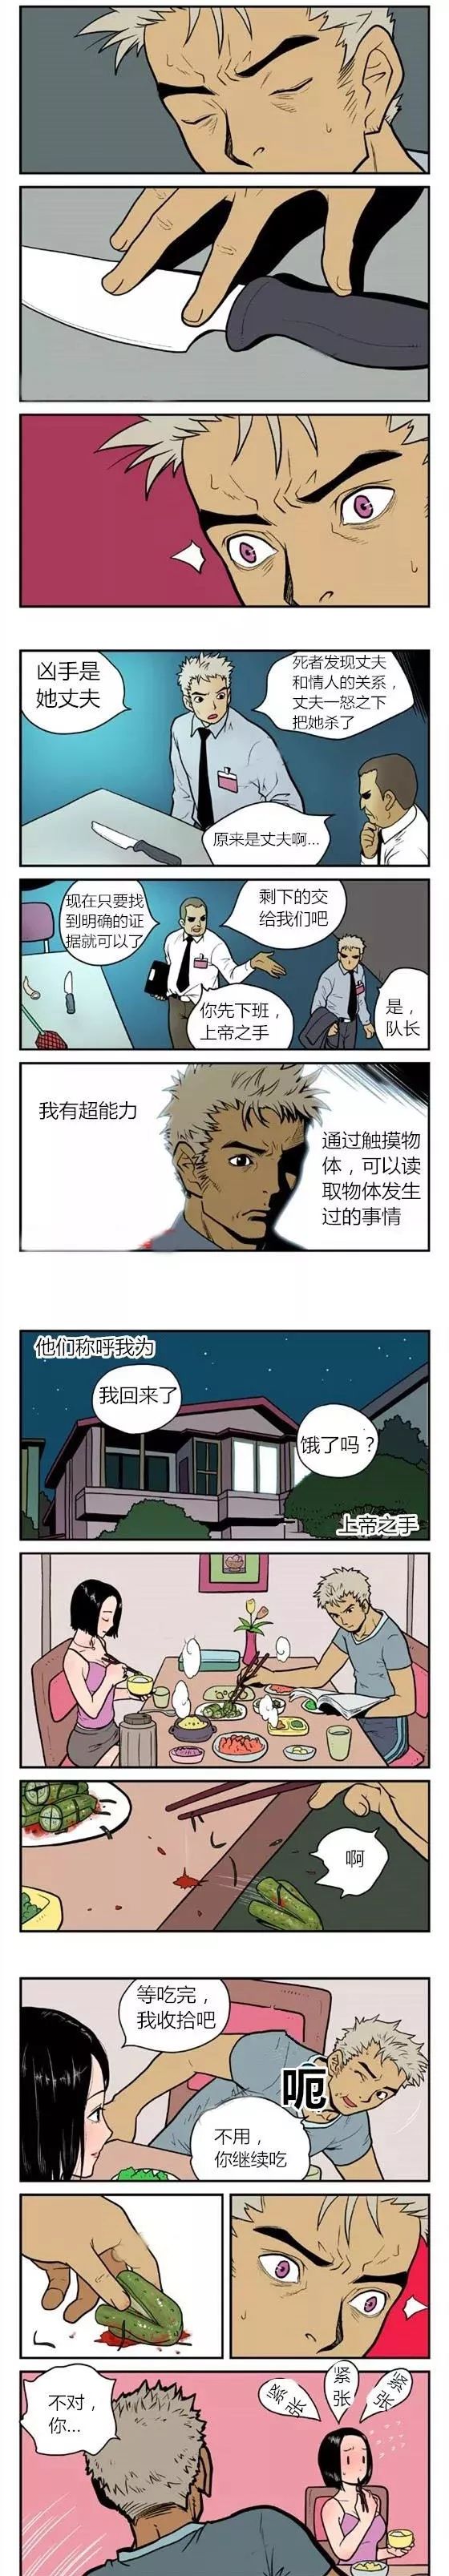 凶手是
她丈夫
死者发现丈夫
和情人的关系，
丈夫一怒之下
把她杀了
原来是丈夫啊...
现在只要找
到明确的证
据就可以了
剩下的交
给我们吧
你先下班，
上帝之手
是，
队长
我有超能力
通过触摸物
体，可以读
取物体发生
过的事情
他们称呼我为
我回来了
饿了吗？
上帝之手
啊
等吃完，
我收拾吧
呃
不用，
你继续吃
不对，
你...
紧张
紧张
紧张